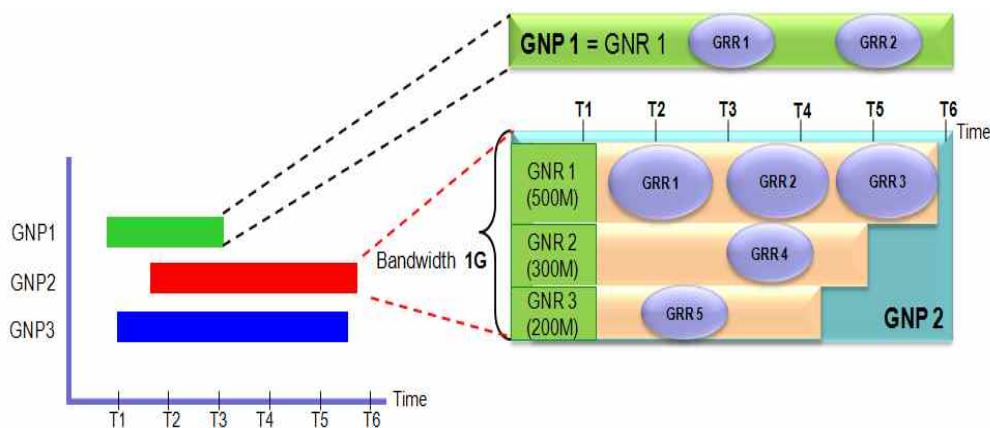 GNP 1 = GNR 1
GRR 1
GRR 2
T1 T2 T3 T4 T5 T6
Time
GNR 1
(500M)
GRR 1
GRR 2
GRR 3
GNP1
GNR 2
(300M)
GRR 4
Bandwidth 1G
GNP2
GNR 3
(200M)
GRR 5
GNP 2
GNP3
Time
T1 T2 T3 T4 T5 T6